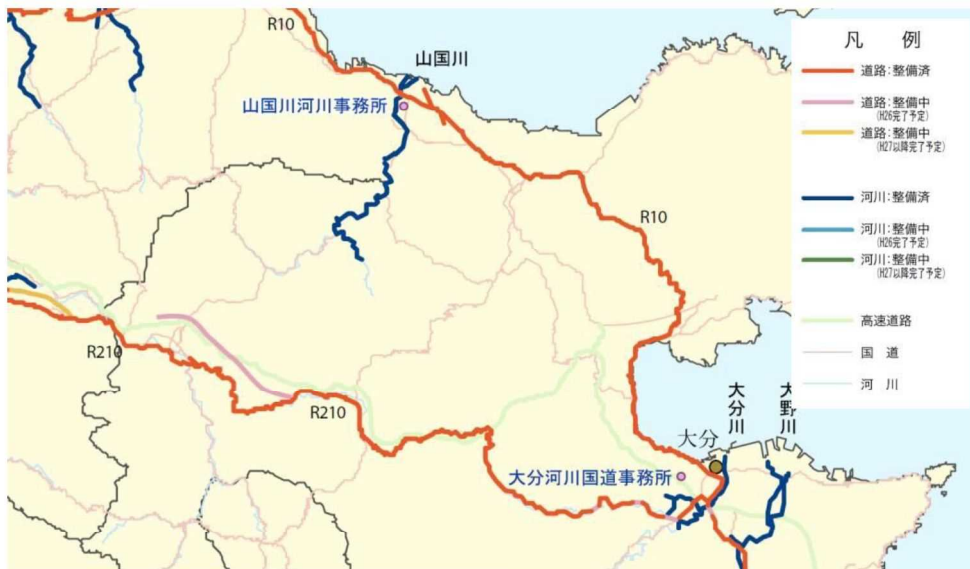 R10
山国川
山国川河川事務所
R10
R210
R210
大分川
大野川
大分
大分河川国道事務所
凡 例
道路:整備済
道路:整備中
(H26完了予定)
道路:整備中
(H27以降完了予定)
河川:整備済
河川:整備中
(H26完了予定)
河川:整備中
(H27以降完了予定)
高速道路
国 道
河 川